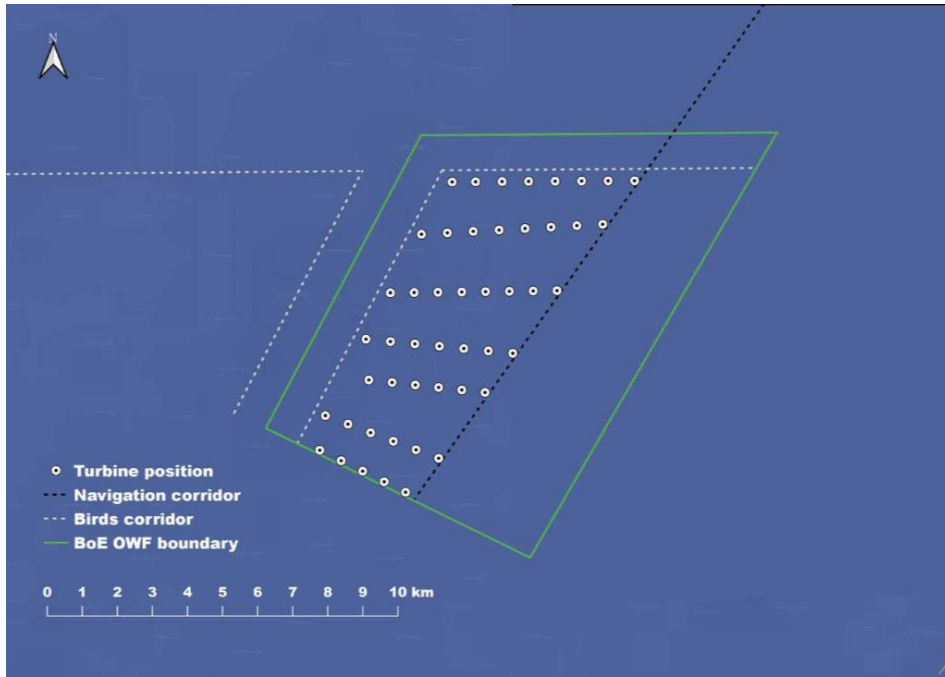 N
Turbine position
Navigation corridor
Birds corridor
BoE OWF boundary
0 1 2 3 4 5 6 7 8 9 10 km